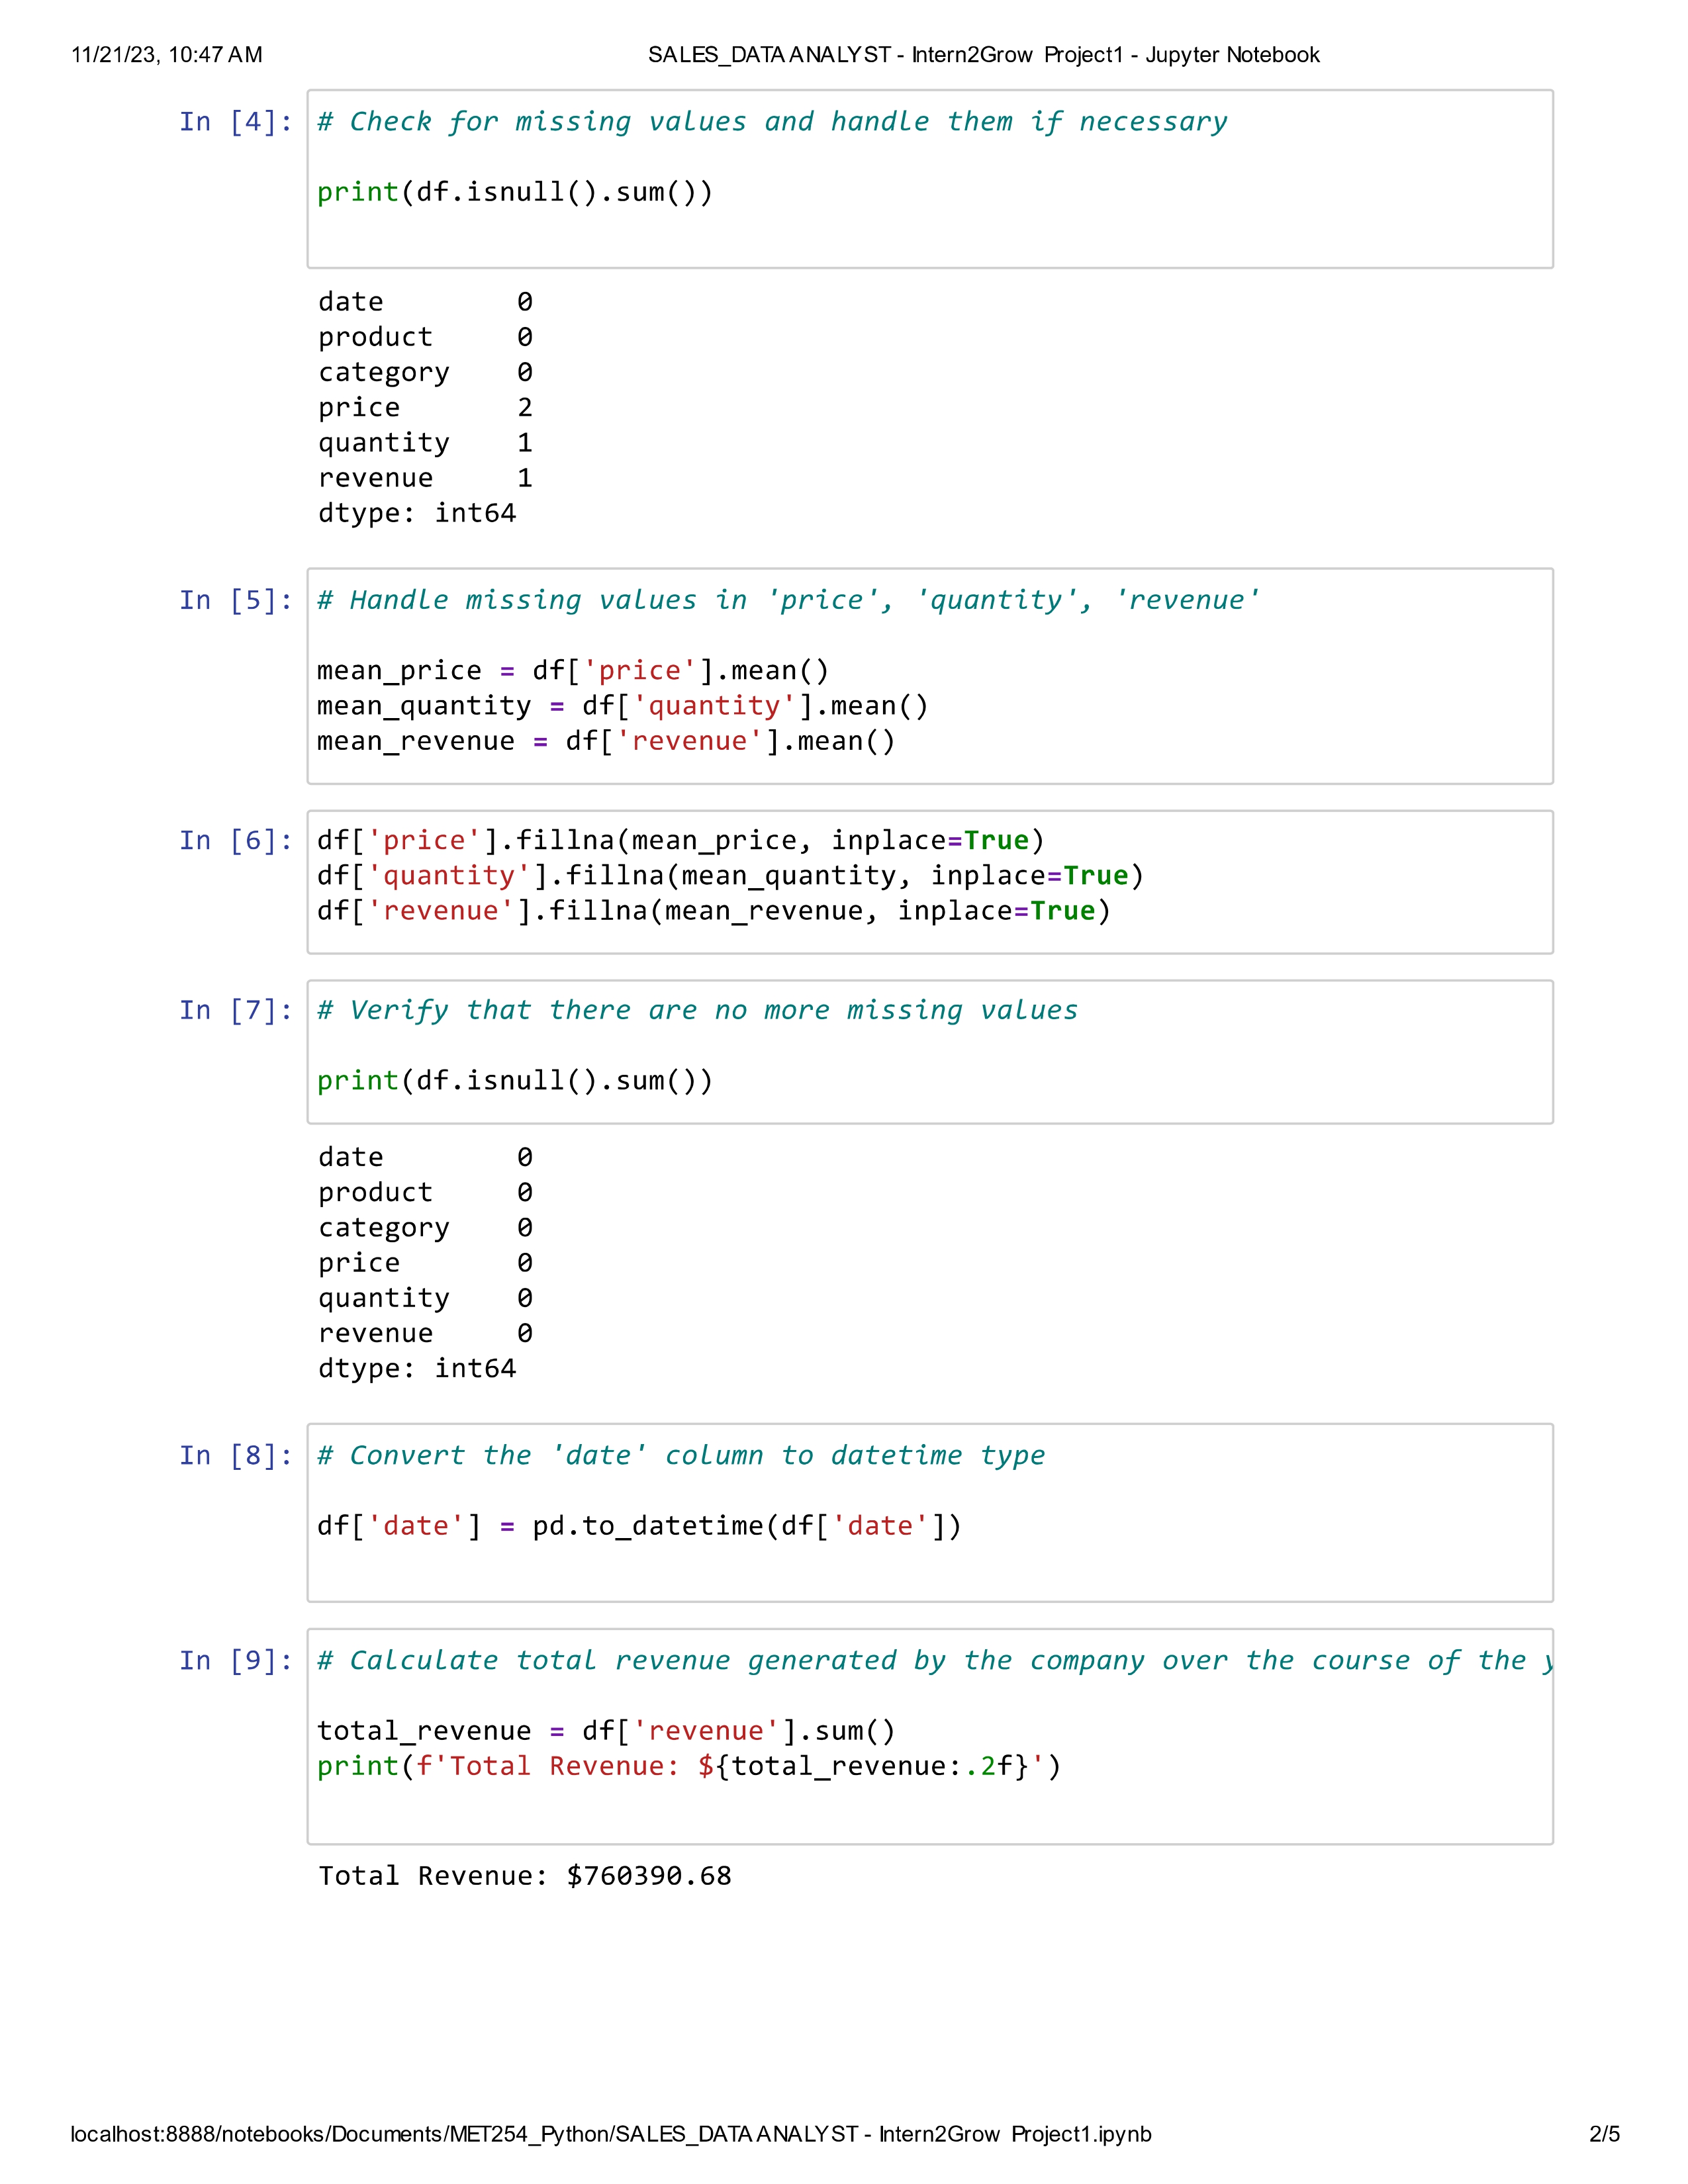 11/21/23, 10:47 AM SALES_DATA ANALYST - Intern2Grow Project1 - Jupyter Notebook
In [4]: # Check for missing values and handle them if necessary
print(df.isnull().sum())
date 0
product 0
category 0
price 2
quantity 1
revenue 1
dtype: int64
In [5]: # Handle missing values in 'price', 'quantity', 'revenue'
mean_price = df['price'].mean()
mean_quantity = df['quantity'].mean()
mean_revenue = df['revenue'].mean()
In [6]: df['price'].fillna(mean_price, inplace=True)
df['quantity'].fillna(mean_quantity, inplace=True)
df['revenue'].fillna(mean_revenue, inplace=True)
In [7]: # Verify that there are no more missing values
print(df.isnull().sum())
date 0
product 0
category 0
price 0
quantity 0
revenue 0
dtype: int64
In [8]: # Convert the 'date' column to datetime type
df['date'] = pd.to_datetime(df['date'])
In [9]: # Calculate total revenue generated by the company over the course of the
total_revenue = df['revenue'].sum()
print(f'Total Revenue: ${total_revenue:.2f}')
Total Revenue: $760390.68
localhost:8888/notebooks/Documents/MET254_Python/SALES_DATA ANALYST - Intern2Grow Project1.ipynb 2/5